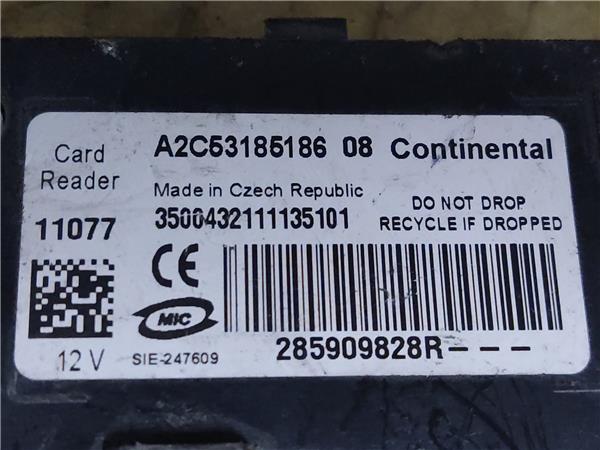 Card Reader
A2C53185186 08 Continental
Made in Czech Republic
DO NOT DROP
RECYCLE IF DROPPED
11077
3500432111135101
CE
MIC
12 V
SIE-247609
285909828R---